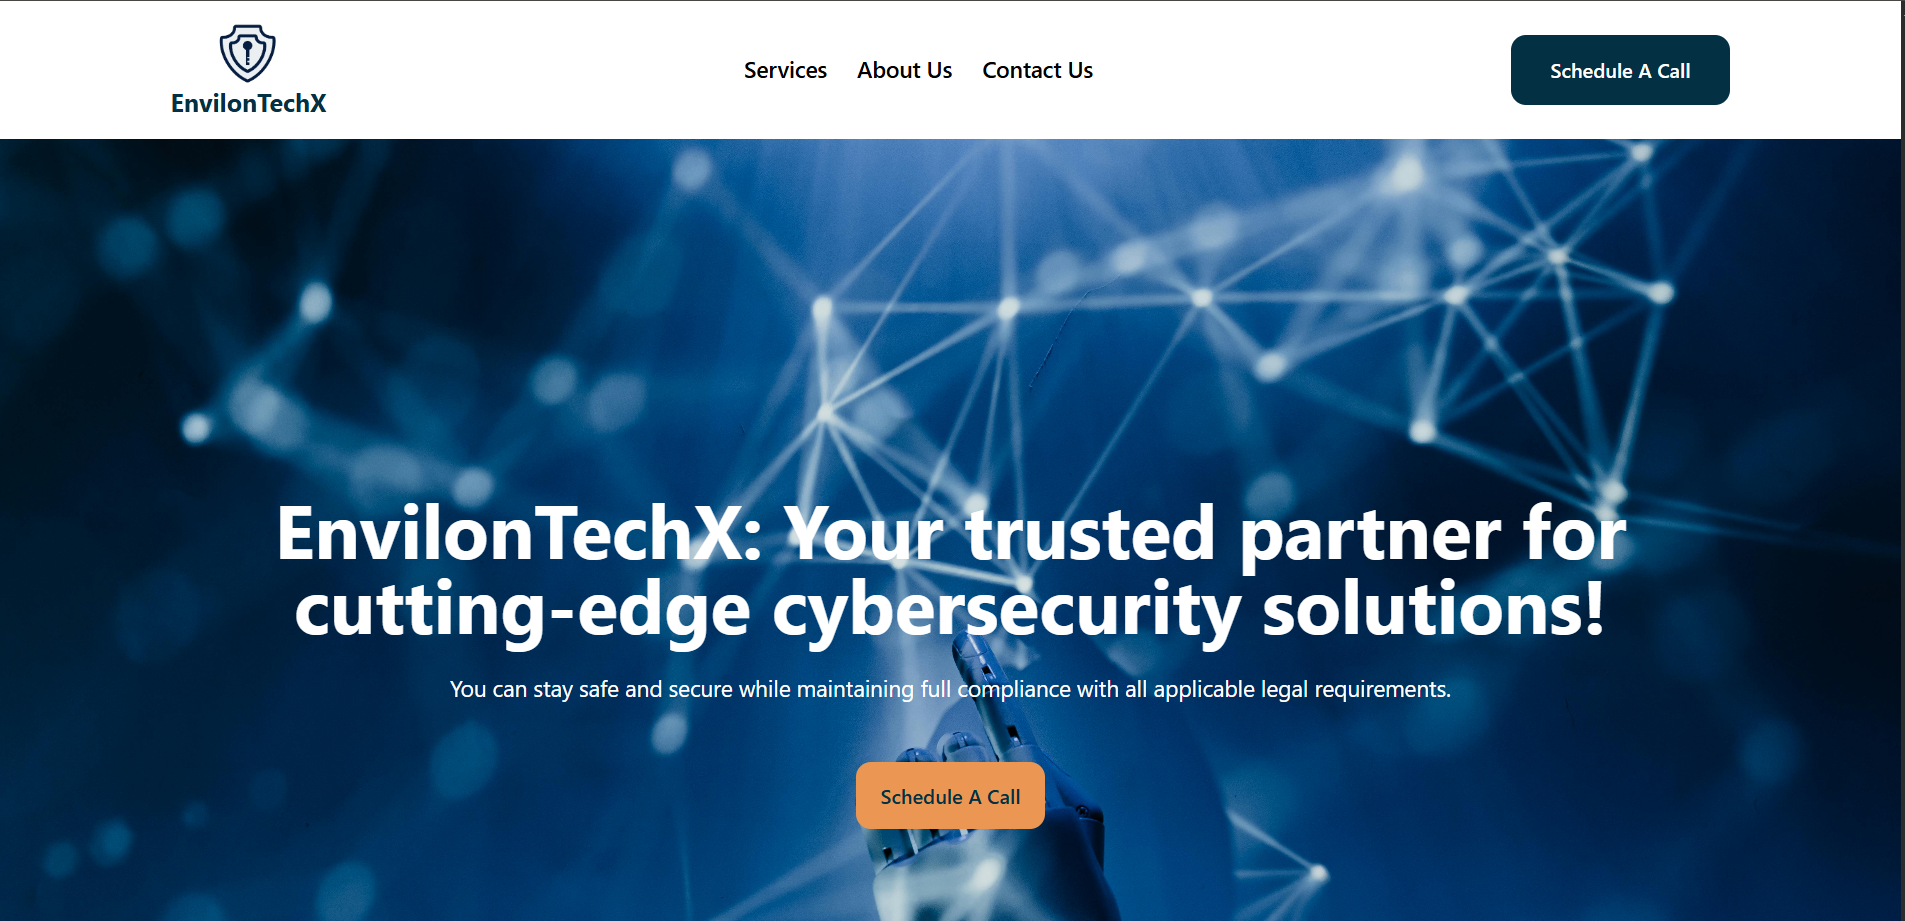 EnvilonTechX
Services
About Us
Contact Us
Schedule A Call
EnvilonTechX: Your trusted partner for
cutting-edge cybersecurity solutions!
You can stay safe and secure while maintaining full compliance with all applicable legal requirements.
Schedule A Call